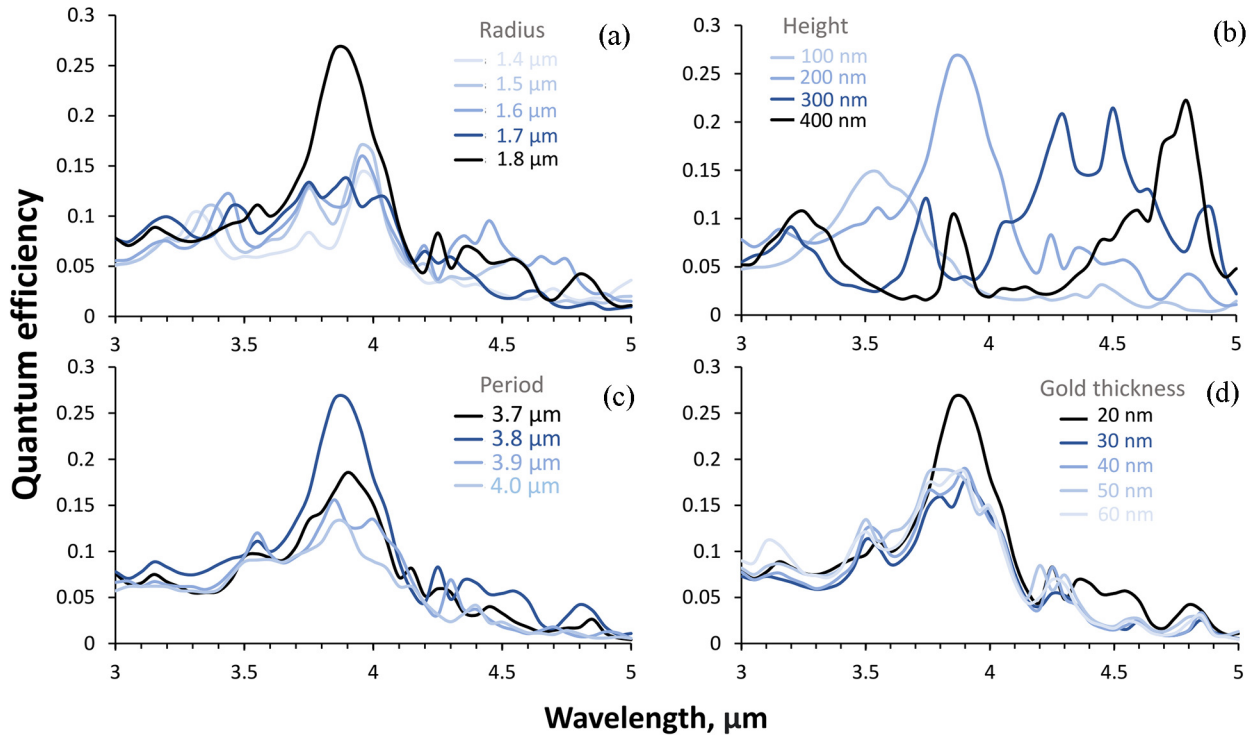 Quantum efficiency
0.3
0.25
0.2
0.15
0.1
0.05
0
3
3.5
4
4.5
5
Radius
1.4 µm
1.5 µm
1.6 µm
1.7 µm
1.8 µm
(a)
0.3
0.25
0.2
0.15
0.1
0.05
0
3
3.5
4
4.5
5
Height
100 nm
200 nm
300 nm
400 nm
(b)
0.3
0.25
0.2
0.15
0.1
0.05
0
3
3.5
4
4.5
5
Period
3.7 µm
3.8 µm
3.9 µm
4.0 µm
(c)
0.3
0.25
0.2
0.15
0.1
0.05
0
3
3.5
4
4.5
5
Gold thickness
20 nm
30 nm
40 nm
50 nm
60 nm
(d)
Wavelength, µm